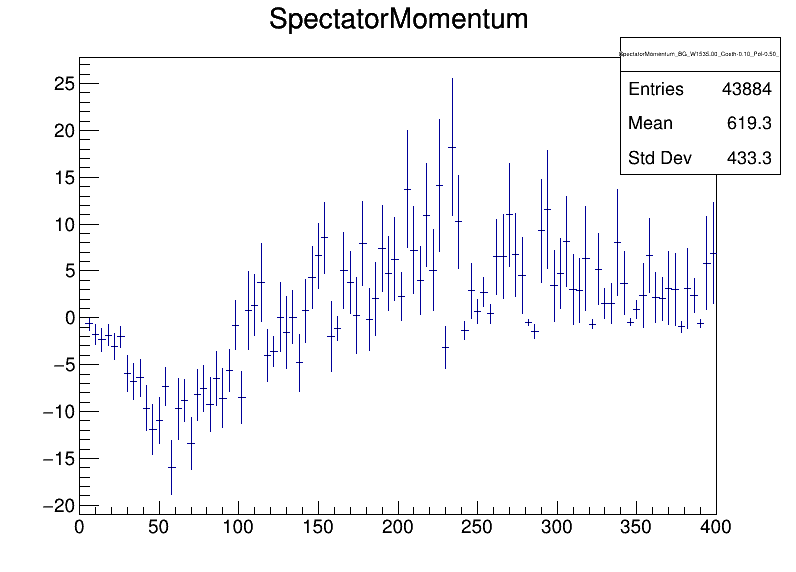 SpectatorMomentum
SpectatorMomentum_BG_W1535.00_Costh-0.10_Pol-0.50_
Entries 43884
Mean 619.3
Std Dev 433.3
25
20
15
10
5
0
−5
−10
−15
−20
0 50 100 150 200 250 300 350 400